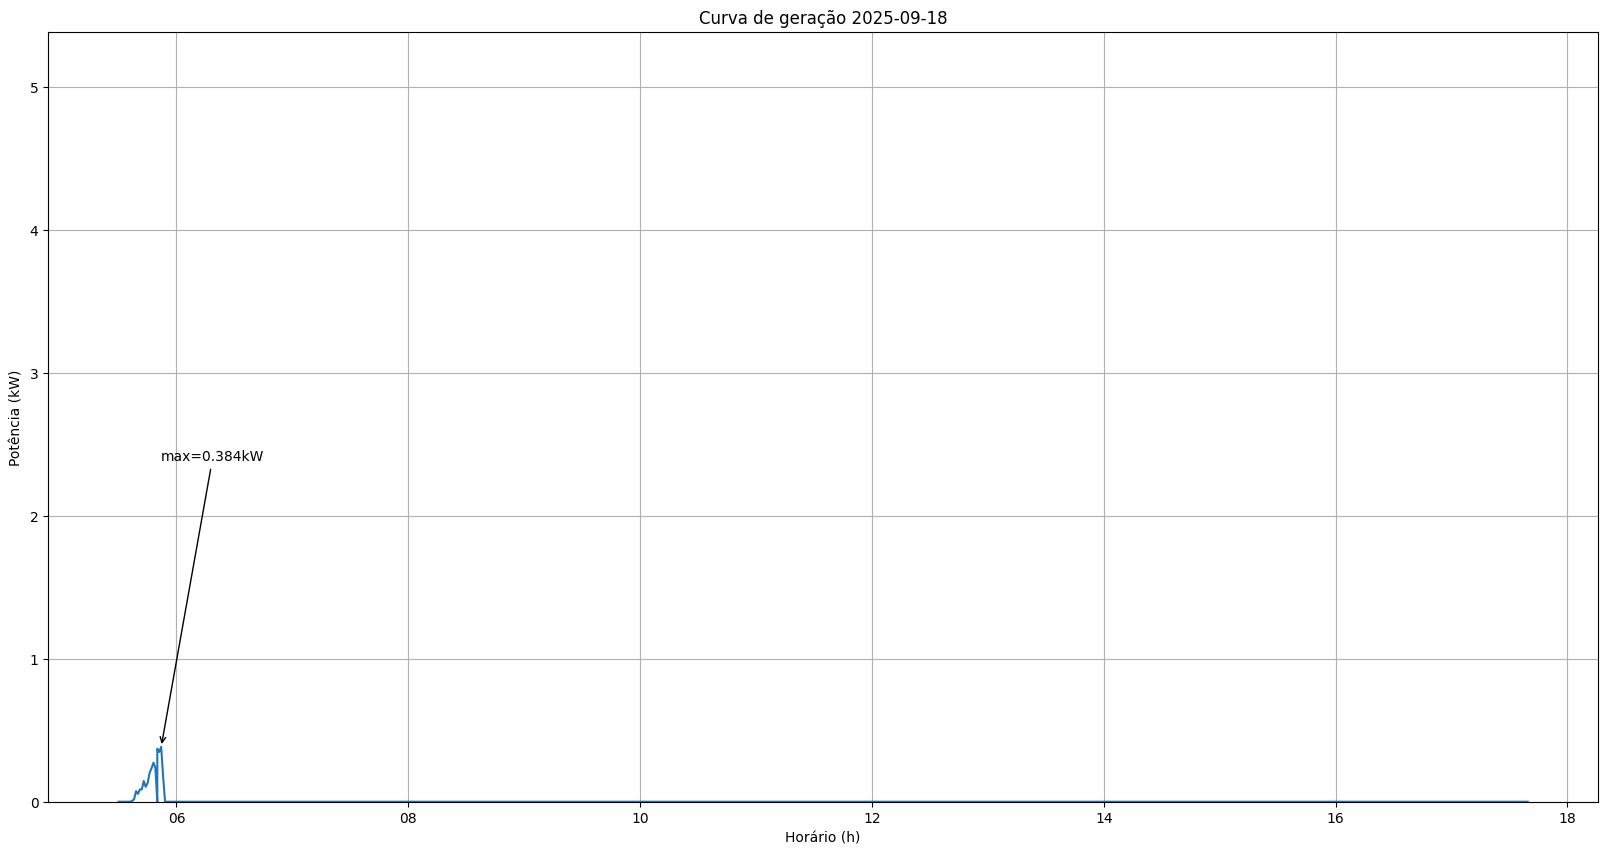 Curva de geração 2025-09-18
5
4
3
2
1
0
Potência (kW)
max=0.384kW
06 08 10 12 14 16 18
Horário (h)